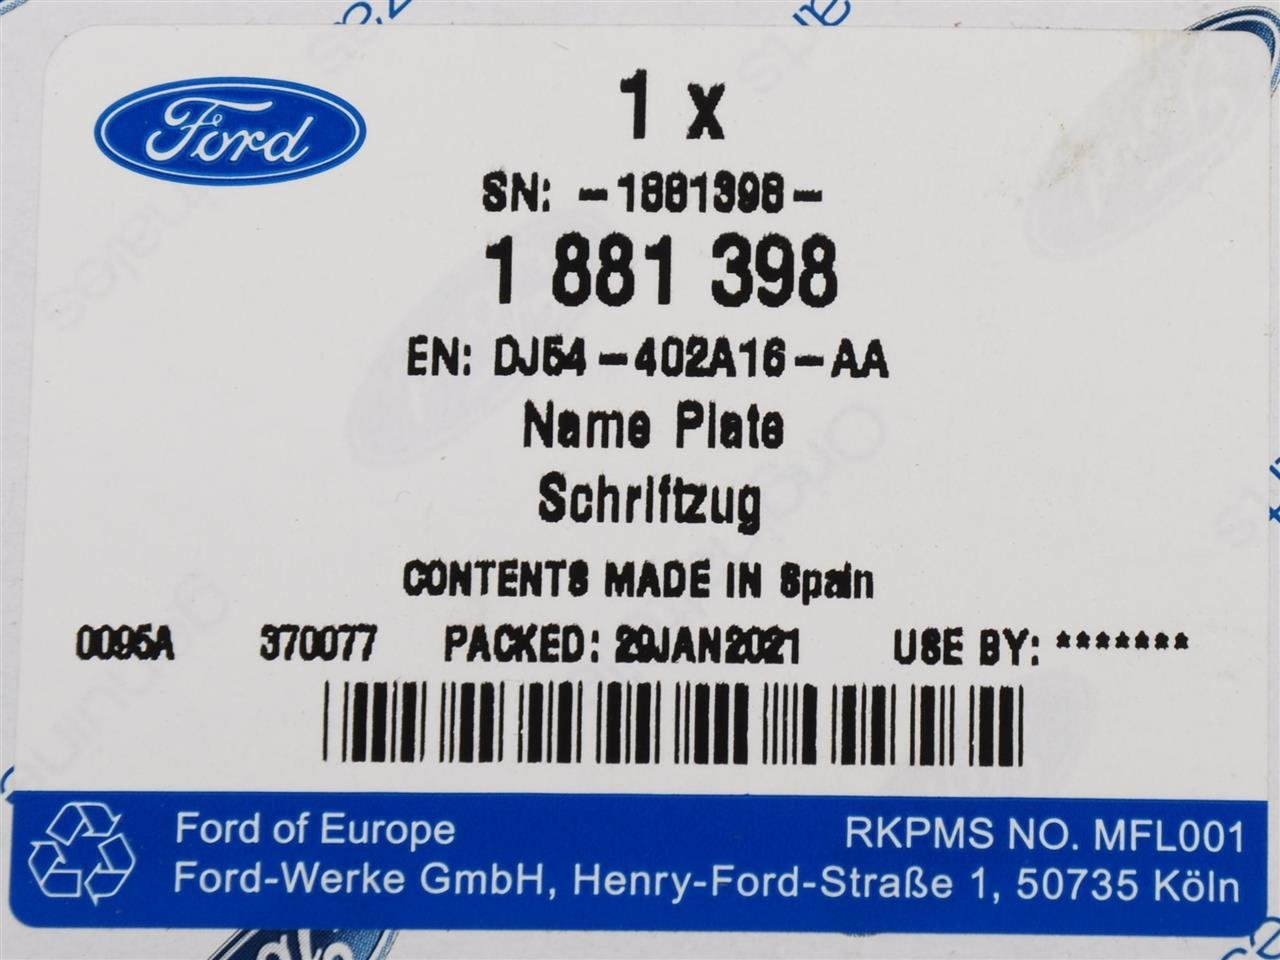 Ford
1 x
SN: -1881398-
1 881 398
EN: DJ54-402A16-AA
Name Plate
Schriftzug
CONTENTS MADE IN Spain
0095A 370077 PACKED: 29JAN2021 USE BY: *******
Ford of Europe RKPMS NO. MFL001
Ford-Werke GmbH, Henry-Ford-Straße 1, 50735 Köln